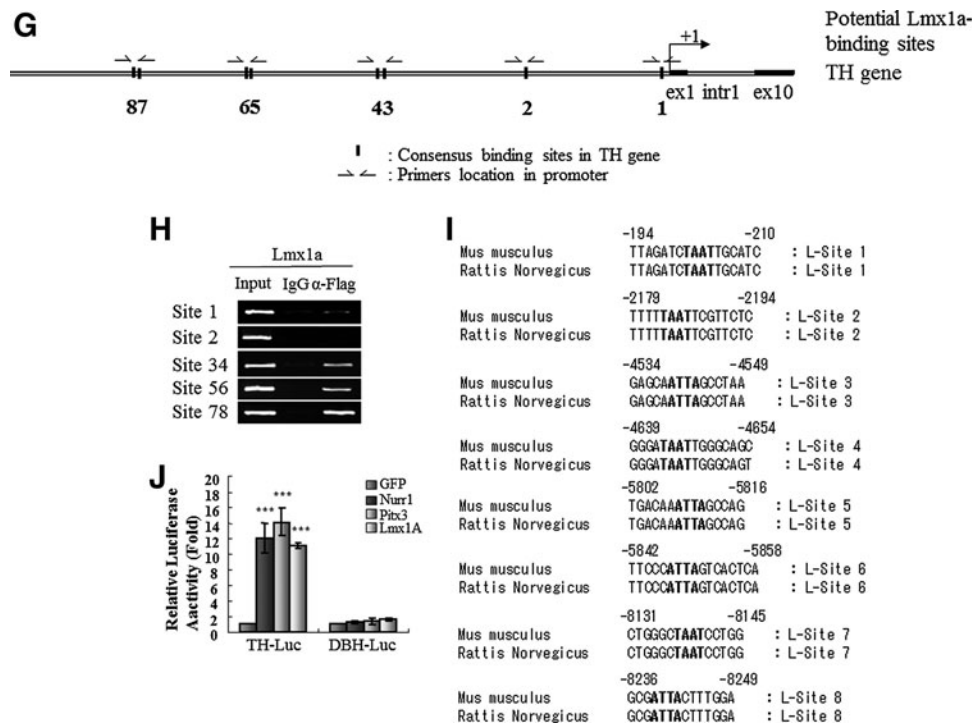 G
Potential Lmx1a-
binding sites
TH gene
+1
ex1 intr1 ex10
87 65 43 2 1
: Consensus binding sites in TH gene
: Primers location in promoter
H
Lmx1a
Input IgG α-Flag
Site 1
Site 2
Site 34
Site 56
Site 78
I
-194 -210
Mus musculus TTAGATCTAATTGCATC : L-Site 1
Rattis Norvegicus TTAGATCTAATTGCATC : L-Site 1
-2179 -2194
Mus musculus TTTTTAATTCGTTCTC : L-Site 2
Rattis Norvegicus TTTTTAATTCGTTCTC : L-Site 2
-4534 -4549
Mus musculus GAGCAATTAGCCTAA : L-Site 3
Rattis Norvegicus GAGCAATTAGCCTAA : L-Site 3
-4639 -4654
Mus musculus GGGATAATTGGGCAGC : L-Site 4
Rattis Norvegicus GGGATAATTGGGCAGT : L-Site 4
-5802 -5816
Mus musculus TGACAAATTAGCCAG : L-Site 5
Rattis Norvegicus TGACAAATTAGCCAG : L-Site 5
-5842 -5858
Mus musculus TTCCCATTAGTCACTCA : L-Site 6
Rattis Norvegicus TTCCCATTAGTCACTCA : L-Site 6
-8131 -8145
Mus musculus CTGGGCTAATCCTGG : L-Site 7
Rattis Norvegicus CTGGGCTAATCCTGG : L-Site 7
-8236 -8249
Mus musculus GCGATTACTTTGGA : L-Site 8
Rattis Norvegicus GCGATTACTTTGGA : L-Site 8
J
Relative Luciferase
Aactivity (Fold)
20
18
16
14
12
10
8
6
4
2
0
*** *** ***
GFP
Nurr1
Pitx3
Lmx1A
TH-Luc DBH-Luc